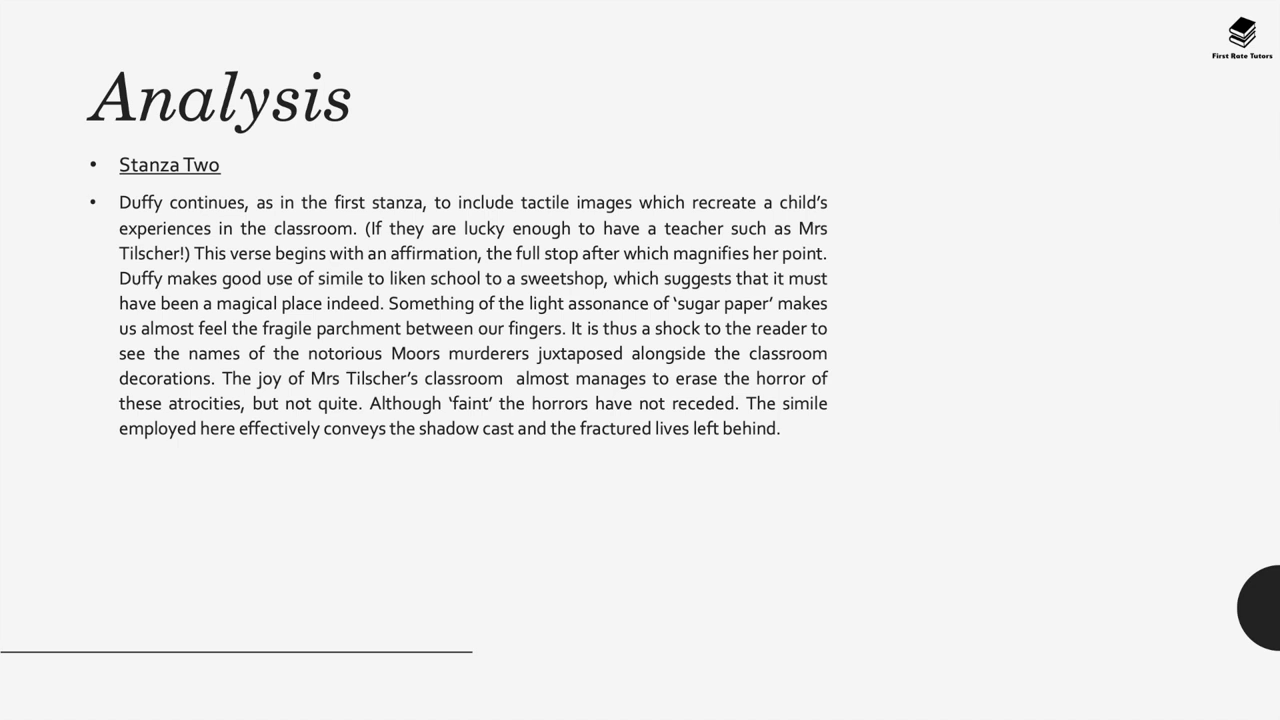 First Rate Tutors
Analysis
• Stanza Two
• Duffy continues, as in the first stanza, to include tactile images which recreate a child’s
experiences in the classroom. (If they are lucky enough to have a teacher such as Mrs
Tilscher!) This verse begins with an affirmation, the full stop after which magnifies her point.
Duffy makes good use of simile to liken school to a sweetshop, which suggests that it must
have been a magical place indeed. Something of the light assonance of ‘sugar paper’ makes
us almost feel the fragile parchment between our fingers. It is thus a shock to the reader to
see the names of the notorious Moors murderers juxtaposed alongside the classroom
decorations. The joy of Mrs Tilscher’s classroom almost manages to erase the horror of
these atrocities, but not quite. Although ‘faint’ the horrors have not receded. The simile
employed here effectively conveys the shadow cast and the fractured lives left behind.